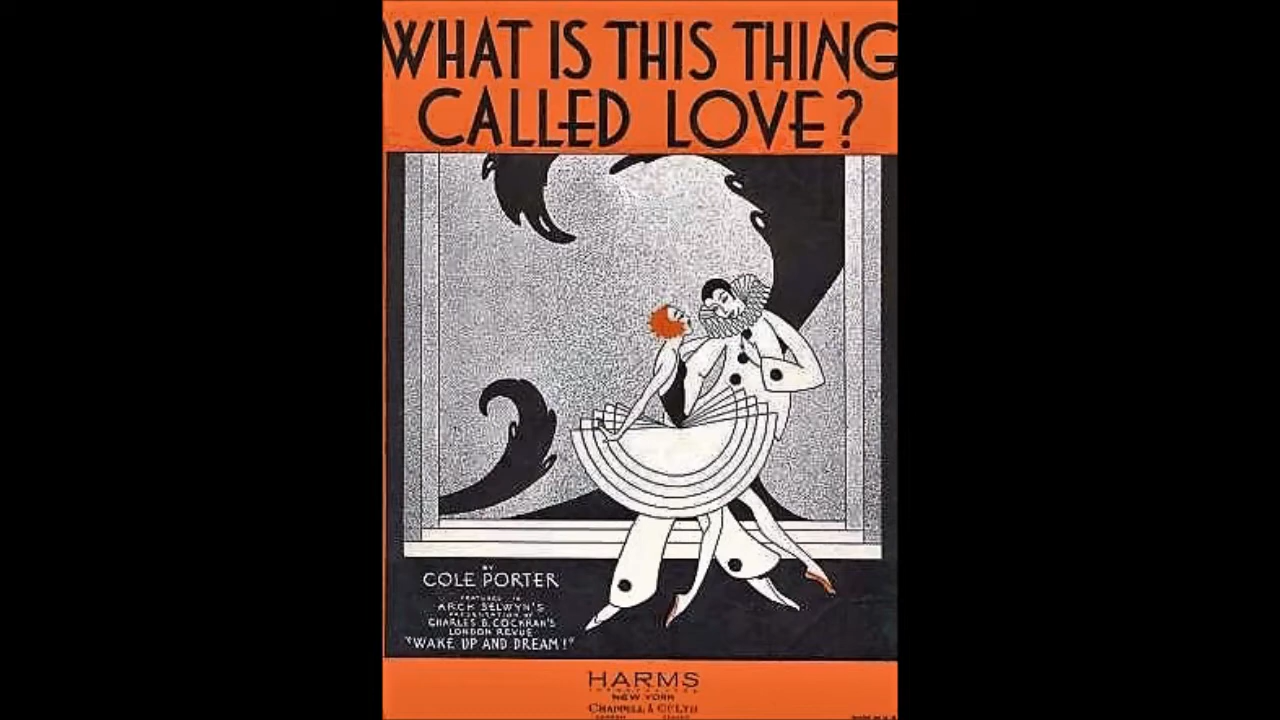 WHAT IS THIS THING
CALLED LOVE?
BY
COLE PORTER
FEATURED IN
ARCH SELWYN'S
PRESENTATION OF
CHARLES B. COCHRAN'S
LONDON REVUE
"WAKE UP AND DREAM!"
HARMS
NEW YORK
CHAPPELL & CO LTD